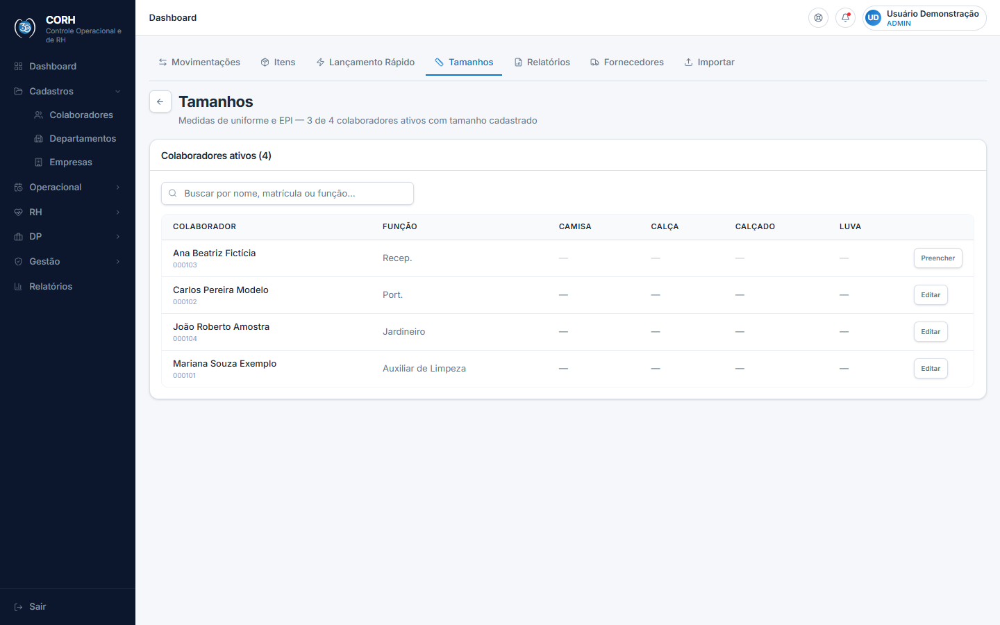 CORH
Controle Operacional e
de RH
Dashboard
Cadastros
Colaboradores
Departamentos
Empresas
Operacional
RH
DP
Gestão
Relatórios
Sair
Dashboard
UD
Usuário Demonstração
ADMIN
Movimentações
Itens
Lançamento Rápido
Tamanhos
Relatórios
Fornecedores
Importar
Tamanhos
Medidas de uniforme e EPI — 3 de 4 colaboradores ativos com tamanho cadastrado
Colaboradores ativos (4)
Buscar por nome, matrícula ou função...
COLABORADOR FUNÇÃO CAMISA CALÇA CALÇADO LUVA
Ana Beatriz Fictícia
000103
Recep. — — — — Preencher
Carlos Pereira Modelo
000102
Port. — — — — Editar
João Roberto Amostra
000104
Jardineiro — — — — Editar
Mariana Souza Exemplo
000101
Auxiliar de Limpeza — — — — Editar